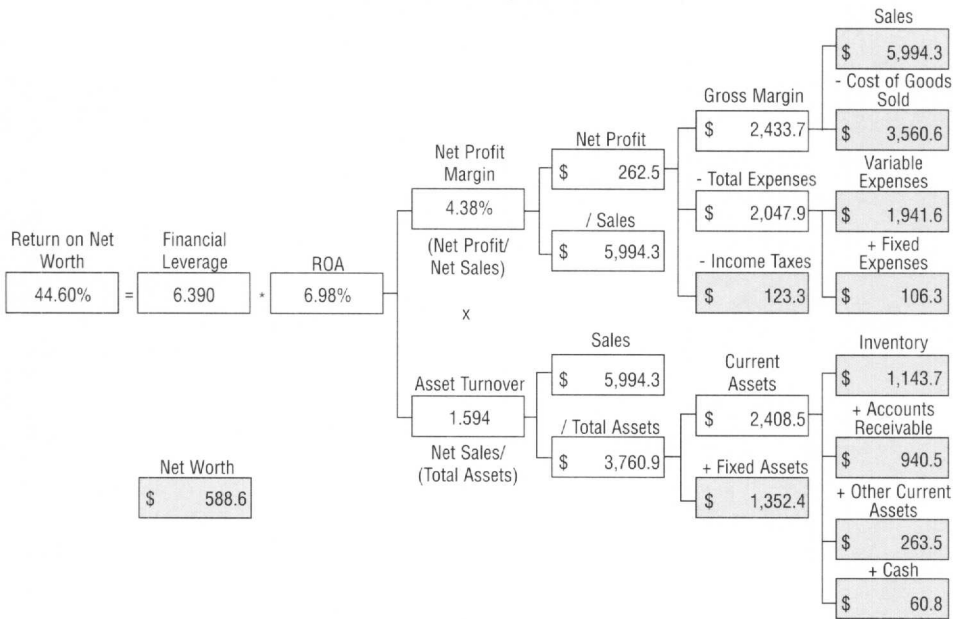 Sales
$ 5,994.3
- Cost of Goods
Sold
$ 3,560.6
Gross Margin
$ 2,433.7
Variable
Expenses
$ 1,941.6
+ Fixed
Expenses
$ 106.3
- Total Expenses
$ 2,047.9
- Income Taxes
$ 123.3
Net Profit
$ 262.5
/ Sales
$ 5,994.3
Net Profit
Margin
4.38%
(Net Profit/
Net Sales)
Return on Net
Worth
44.60%
=
Financial
Leverage
6.390
*
ROA
6.98%
x
Asset Turnover
1.594
Net Sales/
(Total Assets)
Sales
$ 5,994.3
/ Total Assets
$ 3,760.9
Current
Assets
$ 2,408.5
+ Fixed Assets
$ 1,352.4
Inventory
$ 1,143.7
+ Accounts
Receivable
$ 940.5
+ Other Current
Assets
$ 263.5
+ Cash
$ 60.8
Net Worth
$ 588.6